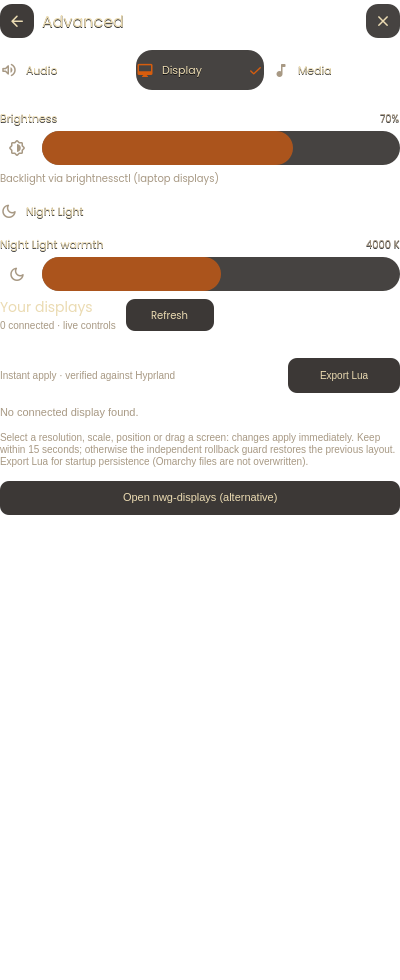 Advanced
Audio
Display
Media
Brightness
70%
Backlight via brightnessctl (laptop displays)
Night Light
Night Light warmth
4000 K
Your displays
0 connected · live controls
Refresh
Instant apply · verified against Hyprland
Export Lua
No connected display found.
Select a resolution, scale, position or drag a screen: changes apply immediately. Keep
within 15 seconds; otherwise the independent rollback guard restores the previous layout.
Export Lua for startup persistence (Omarchy files are not overwritten).
Open nwg-displays (alternative)